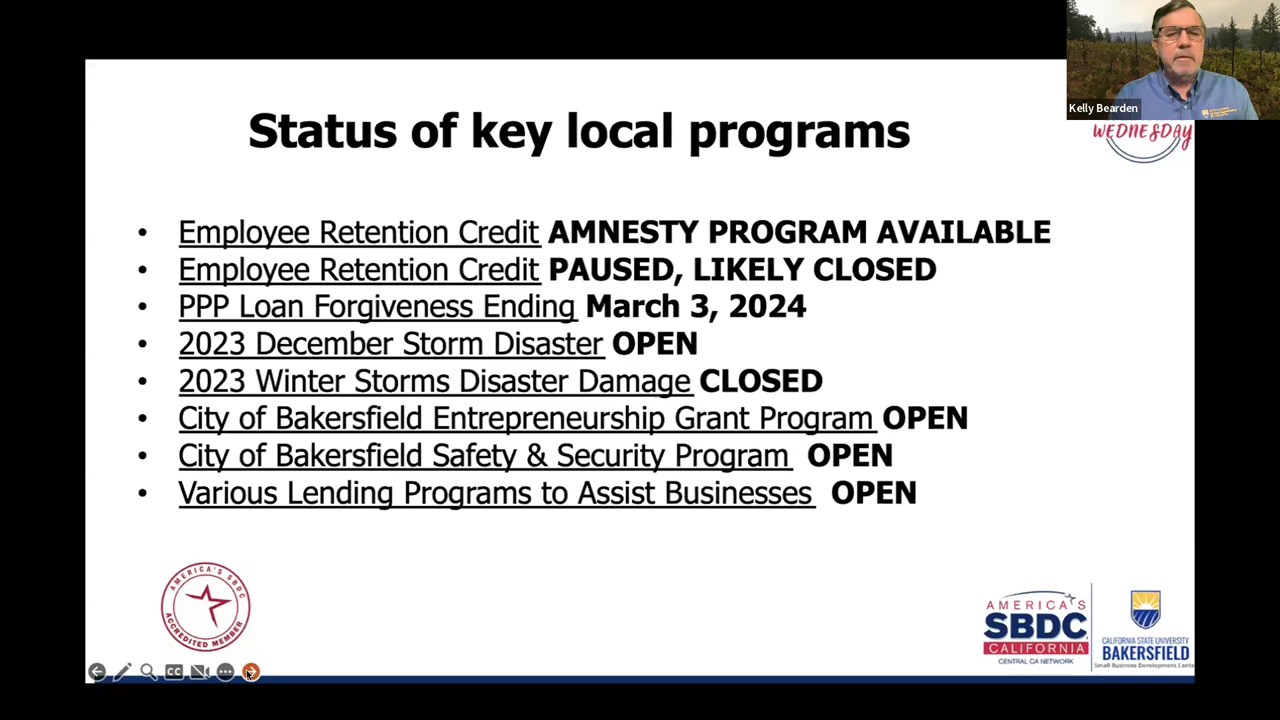 Kelly Bearden
WEDNESDAY
Status of key local programs
• Employee Retention Credit AMNESTY PROGRAM AVAILABLE
• Employee Retention Credit PAUSED, LIKELY CLOSED
• PPP Loan Forgiveness Ending March 3, 2024
• 2023 December Storm Disaster OPEN
• 2023 Winter Storms Disaster Damage CLOSED
• City of Bakersfield Entrepreneurship Grant Program OPEN
• City of Bakersfield Safety & Security Program OPEN
• Various Lending Programs to Assist Businesses OPEN
AMERICA'S SBDC
ACCREDITED MEMBER
AMERICA'S
SBDC
CALIFORNIA
CENTRAL CA NETWORK
CALIFORNIA STATE UNIVERSITY
BAKERSFIELD
Small Business Development Cente
CC